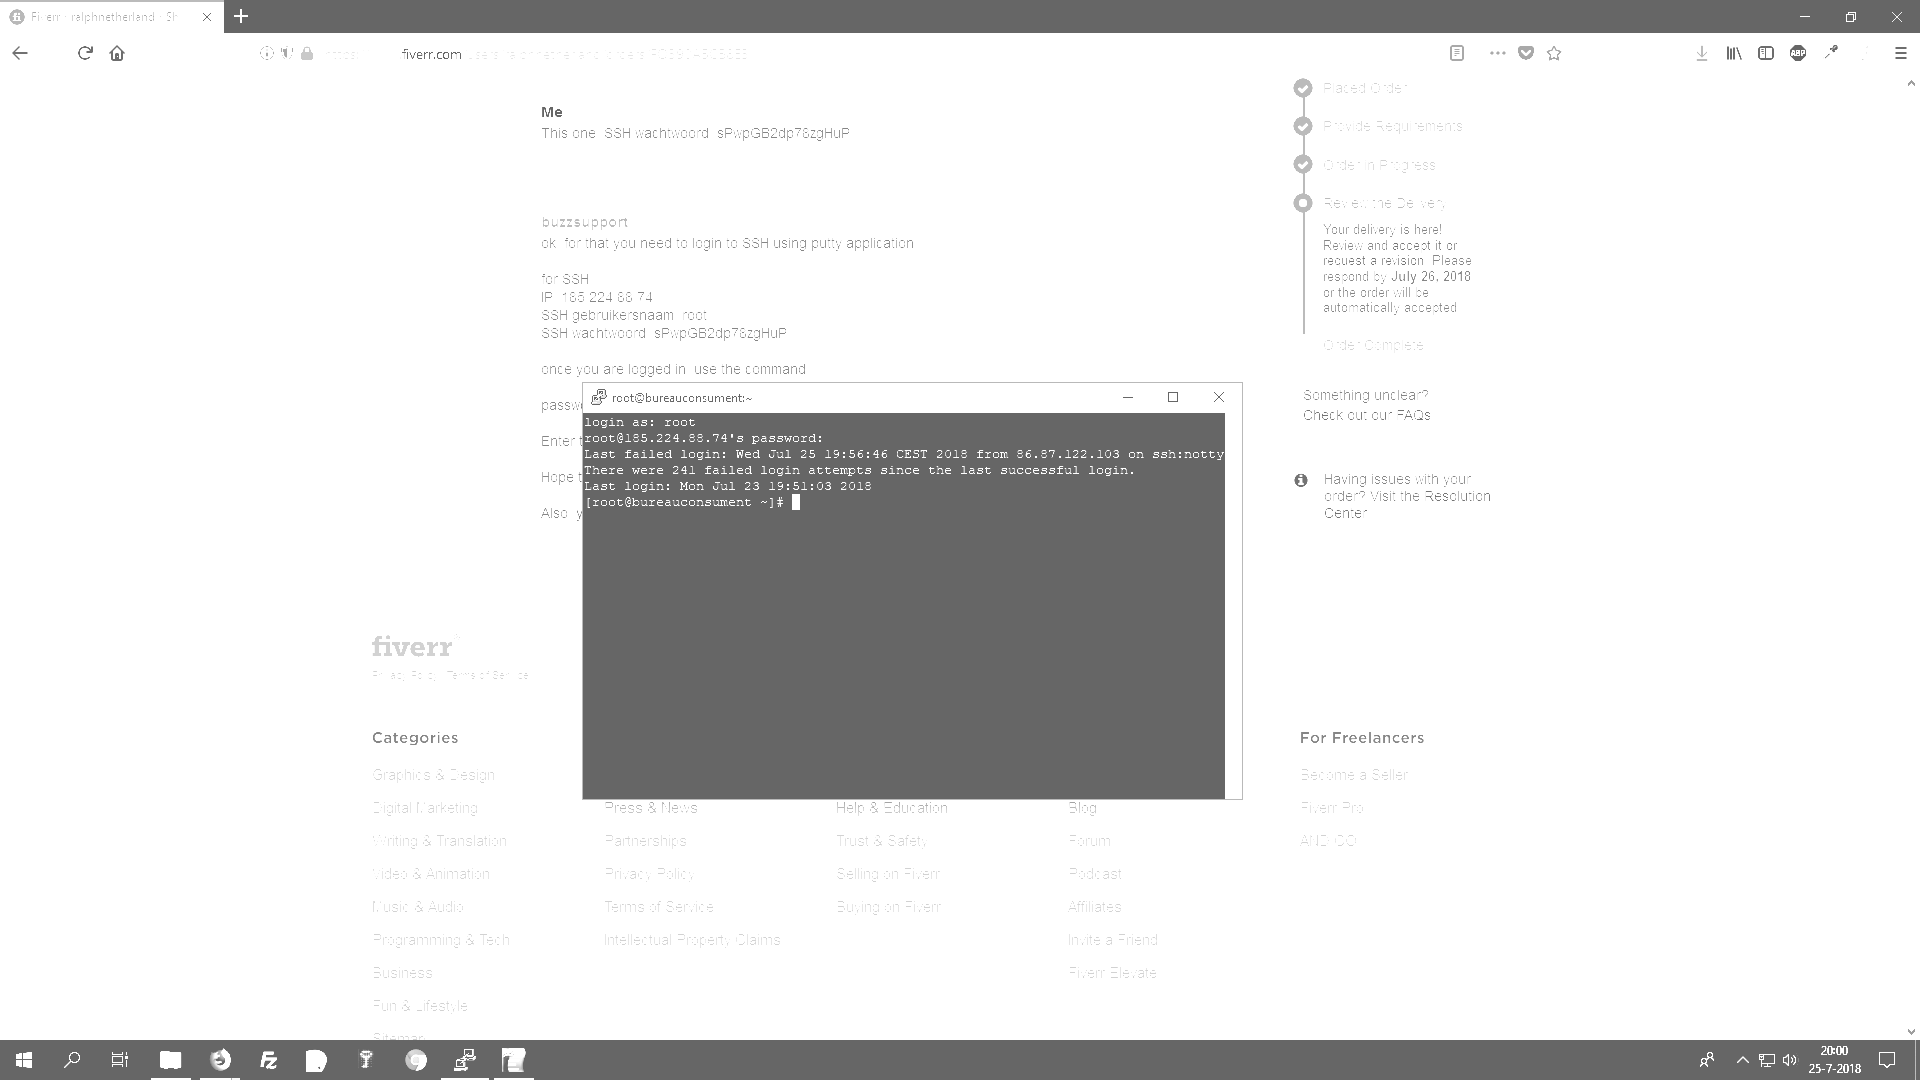 Fiverr - ralphnetherland - Sh
fiverr.com
Me
This one SSH wachtwoord
buzzsupport
ok for that you need to login to SSH using putty application
for SSH
IP 185 224 88 74
SSH gebruikersnaam root
SSH wachtwoord
once you are logged in use the command
passw
Enter t
Hope t
Also y
root@bureauconsument:~
login as: root
root@185.224.88.74's password:
Last failed login: Wed Jul 25 19:56:46 CEST 2018 from 86.87.122.103 on ssh:notty
There were 241 failed login attempts since the last successful login.
Last login: Mon Jul 23 19:51:03 2018
[root@bureauconsument ~]#
Placed Order
Provide Requirements
Order In Progress
Review the Delivery
Your delivery is here!
Review and accept it or
request a revision. Please
respond by July 26, 2018
or the order will be
automatically accepted
Order Complete
Something unclear?
Check out our FAQs
Having issues with your
order? Visit the Resolution
Center
fiverr
Privacy Policy Terms of Service
Categories
Graphics & Design
Digital Marketing
Writing & Translation
Video & Animation
Music & Audio
Programming & Tech
Business
Fun & Lifestyle
Sitemap
Press & News
Partnerships
Privacy Policy
Terms of Service
Intellectual Property Claims
Help & Education
Trust & Safety
Selling on Fiverr
Buying on Fiverr
Blog
Forum
Podcast
Affiliates
Invite a Friend
Fiverr Elevate
For Freelancers
Become a Seller
Fiverr Pro
AND CO
ABP
20:00
25-7-2018